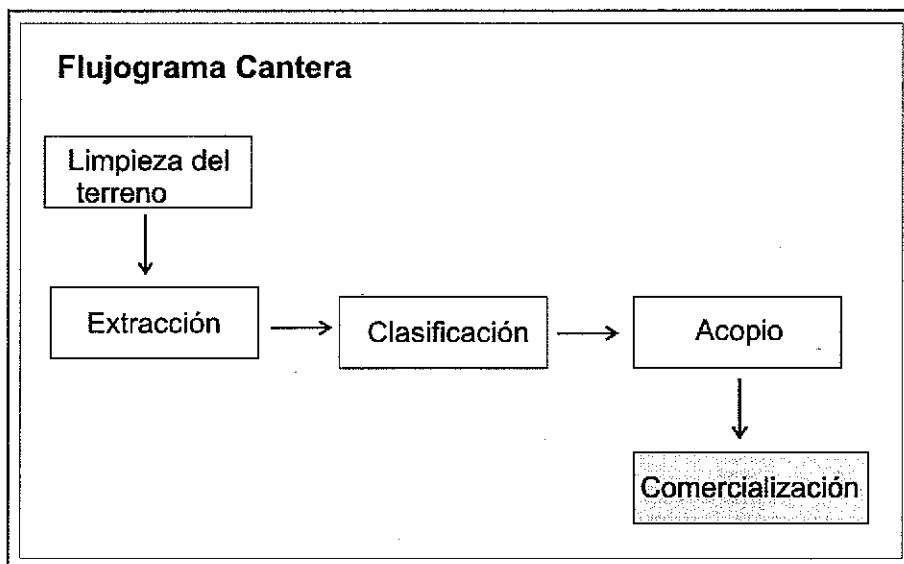 Flujograma Cantera
Limpieza del
terreno
Extracción
Clasificación
Acopio
Comercialización